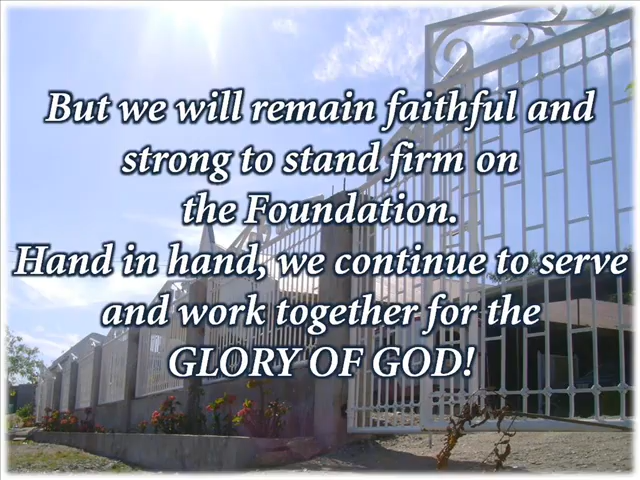 But we will remain faithful and
strong to stand firm on
the Foundation.
Hand in hand, we continue to serve
and work together for the
GLORY OF GOD!